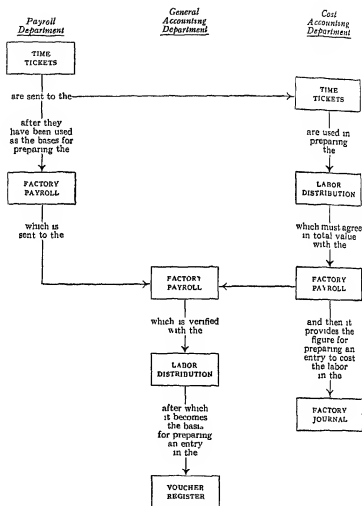 Payroll
Department
General
Accounting
Department
Cost
Accounting
Department
TIME
TICKETS
are sent to the
TIME
TICKETS
after they
have been used
as the bases for
preparing the
are used in
preparing
the
FACTORY
PAYROLL
LABOR
DISTRIBUTION
which is
sent to the
which must agree
in total value
with the
FACTORY
PAYROLL
FACTORY
PAYROLL
which is verified
with the
and then it
provides the
figure for
preparing an
entry to cost
the labor
in the
LABOR
DISTRIBUTION
after which
it becomes
the basis
for preparing
an entry
in the
FACTORY
JOURNAL
VOUCHER
REGISTER